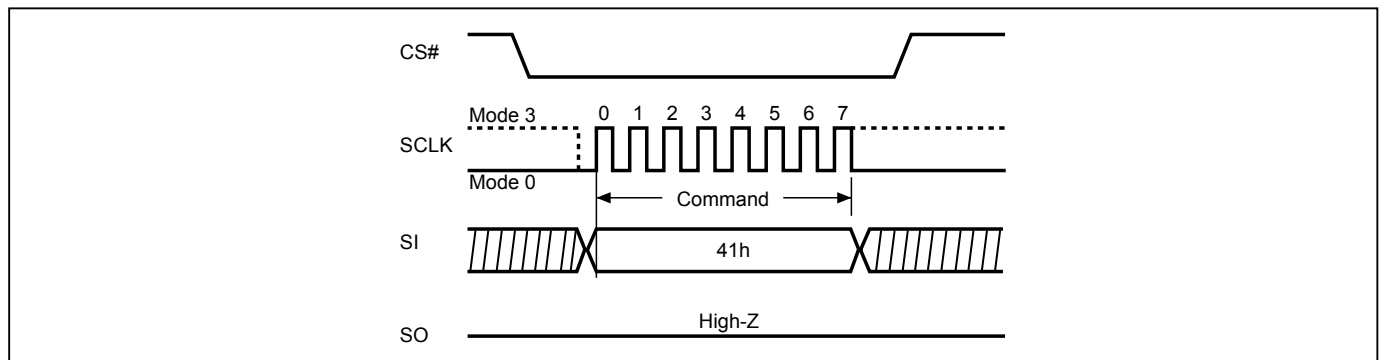 CS#
Mode 3 0 1 2 3 4 5 6 7
SCLK
Mode 0
Command
SI
41h
High-Z
SO